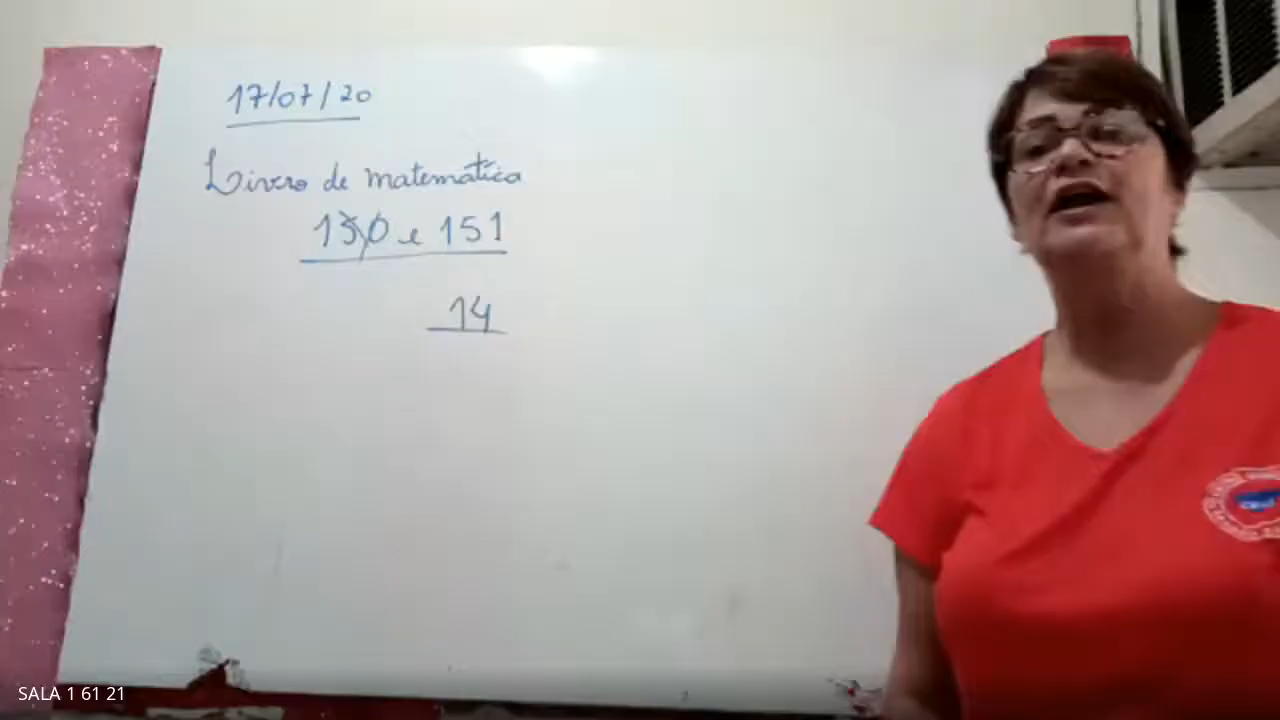 17/07/20
Livro de matemática
150 e 151
14
SALA 1 61 21